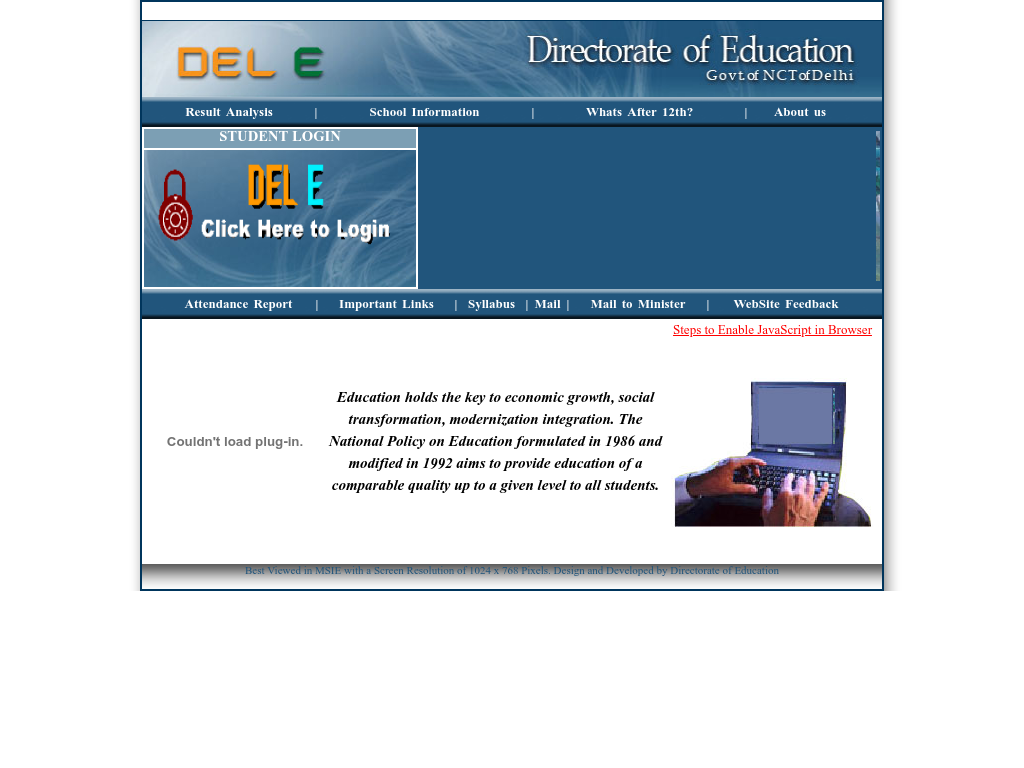 DEL E
Directorate of Education
Govt.of NCTofDelhi
Result Analysis | School Information | Whats After 12th? | About us
STUDENT LOGIN
DEL E
Click Here to Login
Attendance Report | Important Links | Syllabus | Mail | Mail to Minister | WebSite Feedback
Steps to Enable JavaScript in Browser
Couldn't load plug-in.
Education holds the key to economic growth, social
transformation, modernization integration. The
National Policy on Education formulated in 1986 and
modified in 1992 aims to provide education of a
comparable quality up to a given level to all students.
Best Viewed in MSIE with a Screen Resolution of 1024 x 768 Pixels. Design and Developed by Directorate of Education